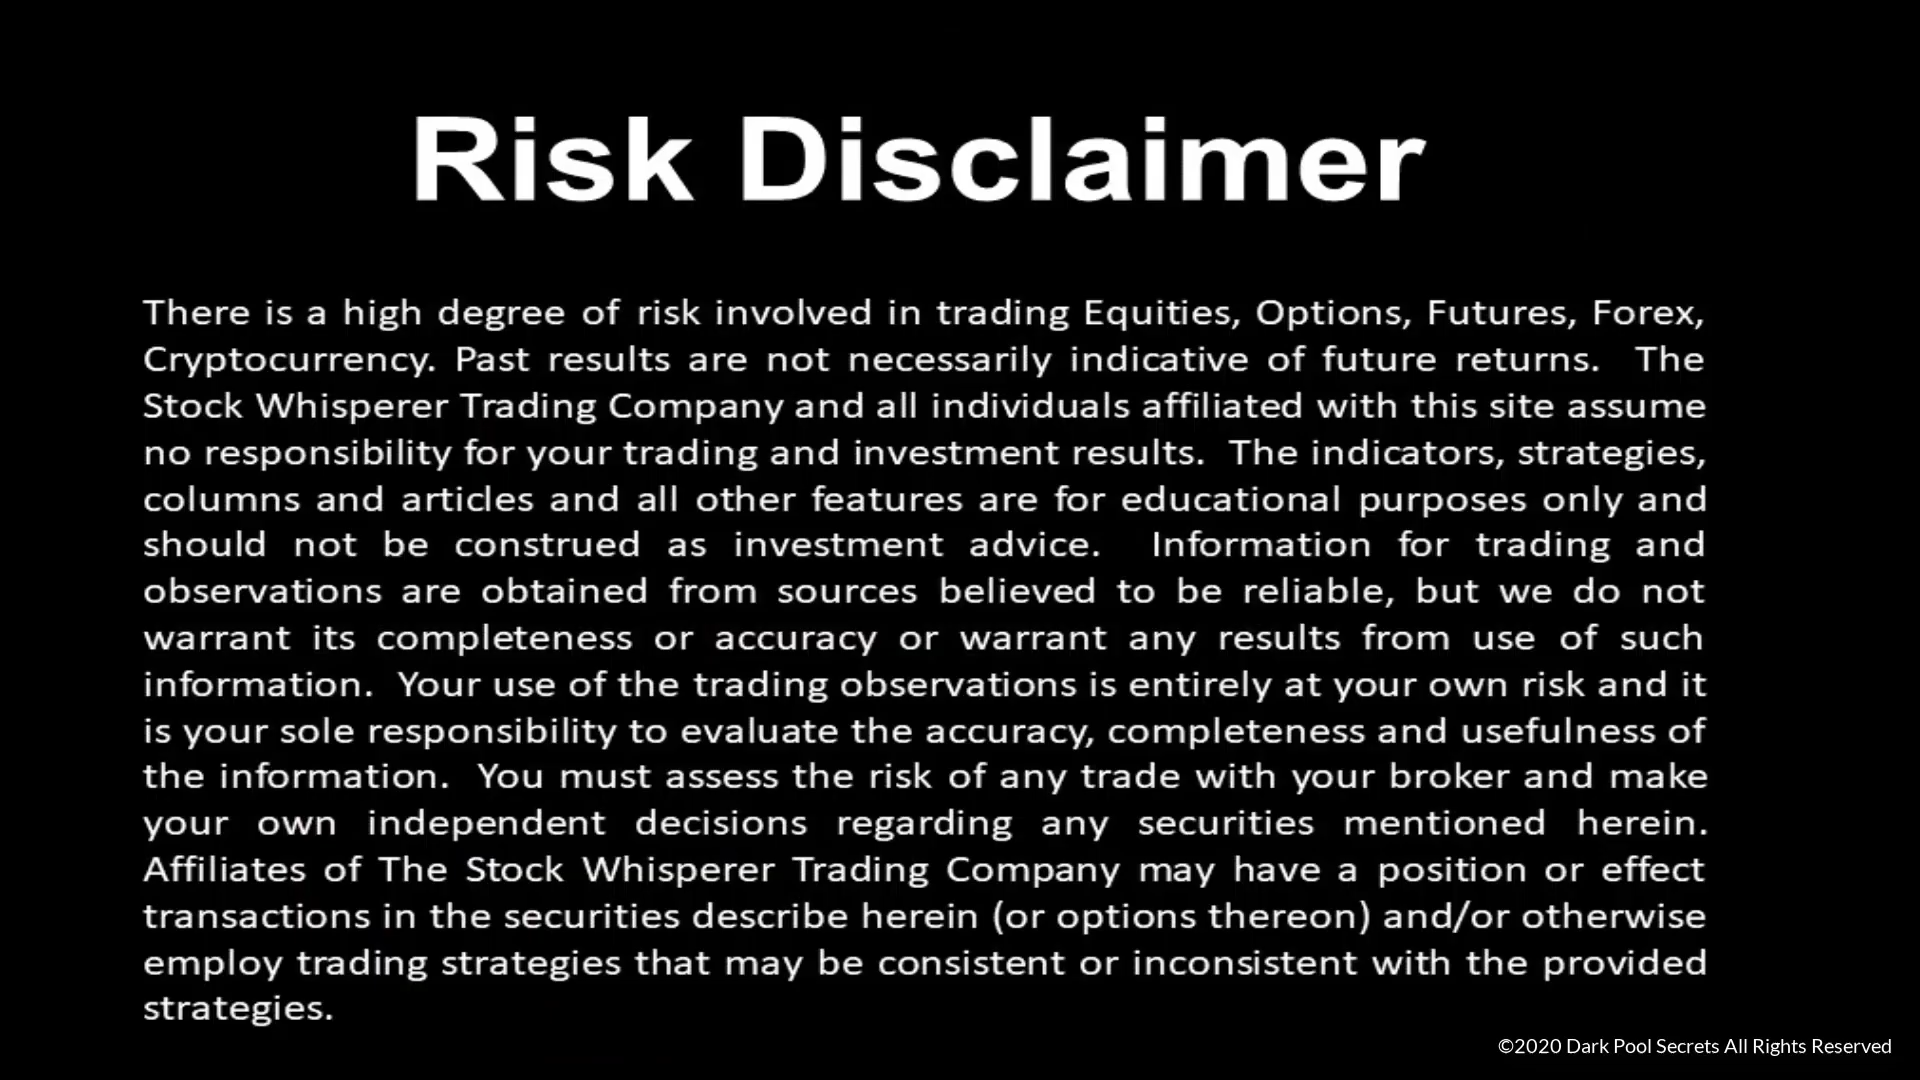 Risk Disclaimer
There is a high degree of risk involved in trading Equities, Options, Futures, Forex,
Cryptocurrency. Past results are not necessarily indicative of future returns.  The
Stock Whisperer Trading Company and all individuals affiliated with this site assume
no responsibility for your trading and investment results.  The indicators, strategies,
columns and articles and all other features are for educational purposes only and
should not be construed as investment advice.  Information for trading and
observations are obtained from sources believed to be reliable, but we do not
warrant its completeness or accuracy or warrant any results from use of such
information.  Your use of the trading observations is entirely at your own risk and it
is your sole responsibility to evaluate the accuracy, completeness and usefulness of
the information.  You must assess the risk of any trade with your broker and make
your own independent decisions regarding any securities mentioned herein.
Affiliates of The Stock Whisperer Trading Company may have a position or effect
transactions in the securities describe herein (or options thereon) and/or otherwise
employ trading strategies that may be consistent or inconsistent with the provided
strategies.
©2020 Dark Pool Secrets All Rights Reserved